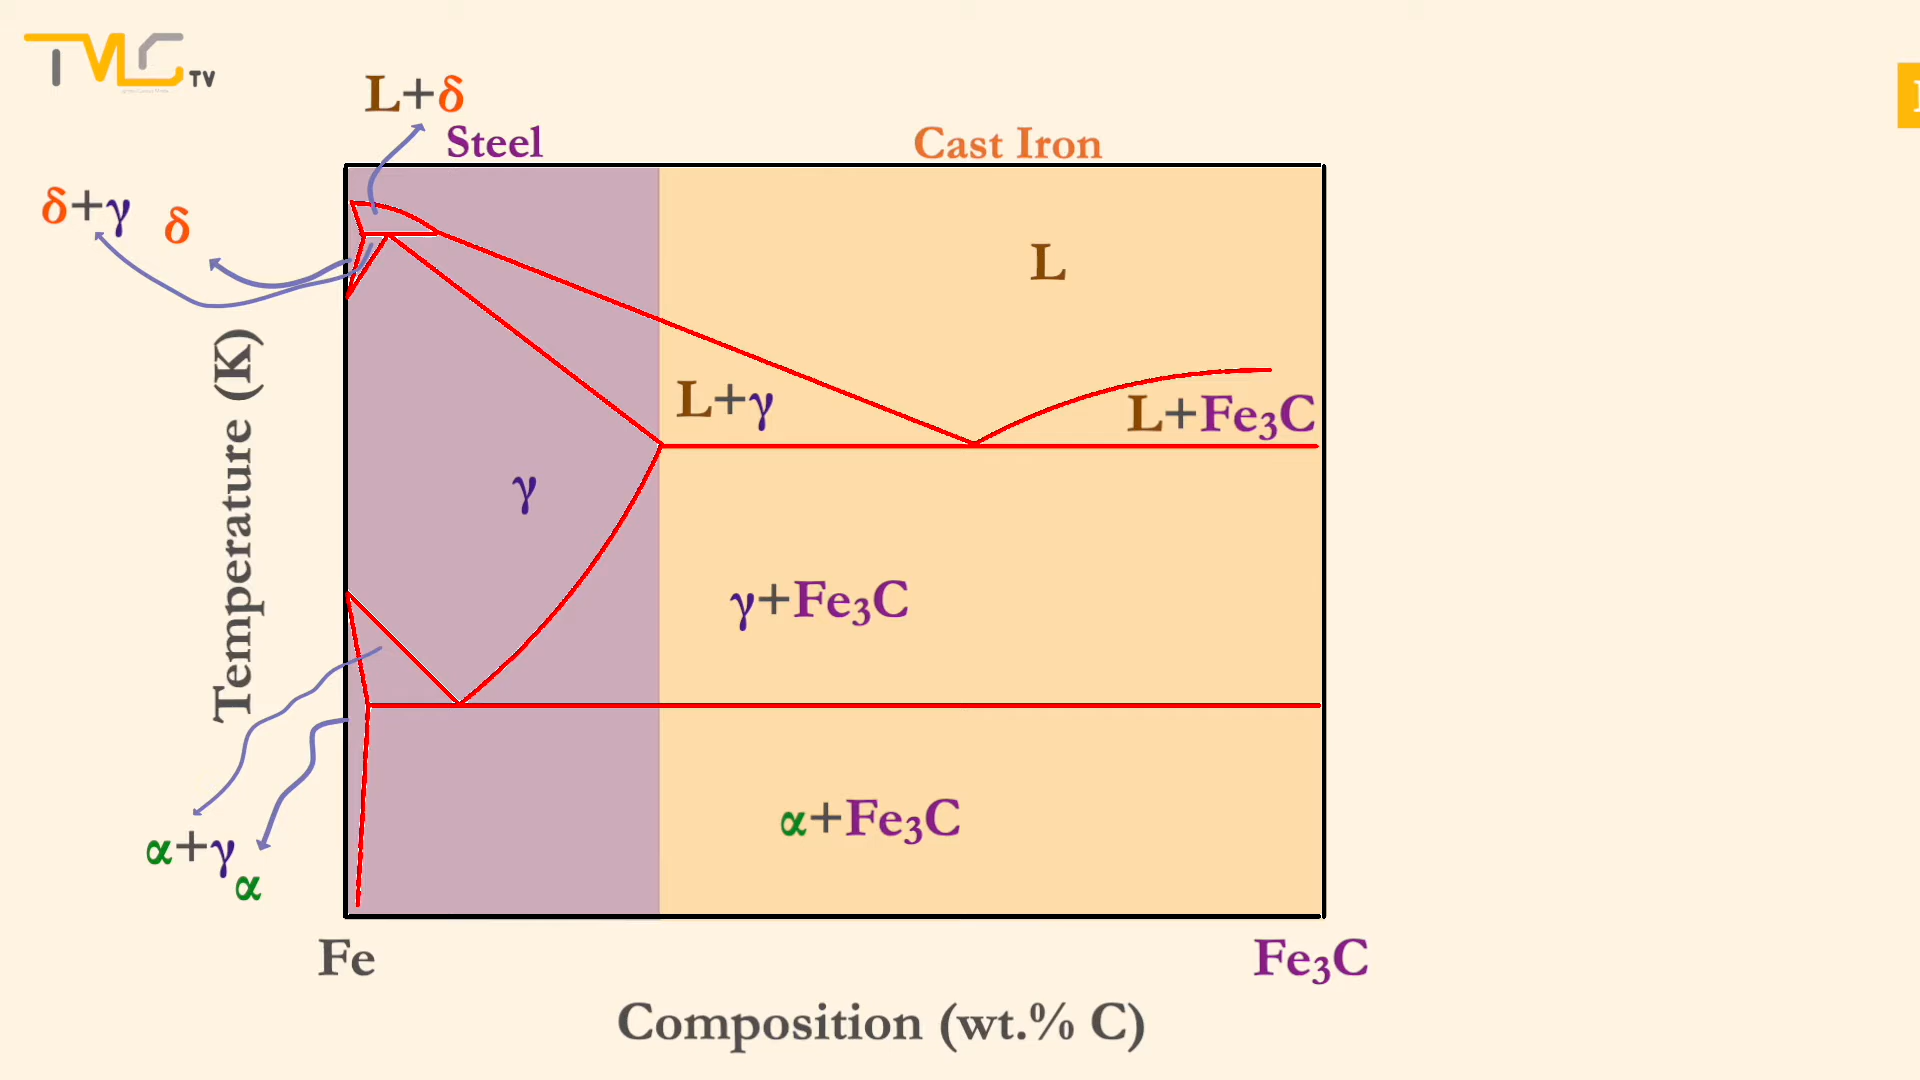 TMC TV
L+δ
Steel
Cast Iron
δ+γ
δ
L
L+γ
L+Fe₃C
γ
γ+Fe₃C
α+Fe₃C
α+γ
α
Temperature (K)
Fe
Fe₃C
Composition (wt.% C)